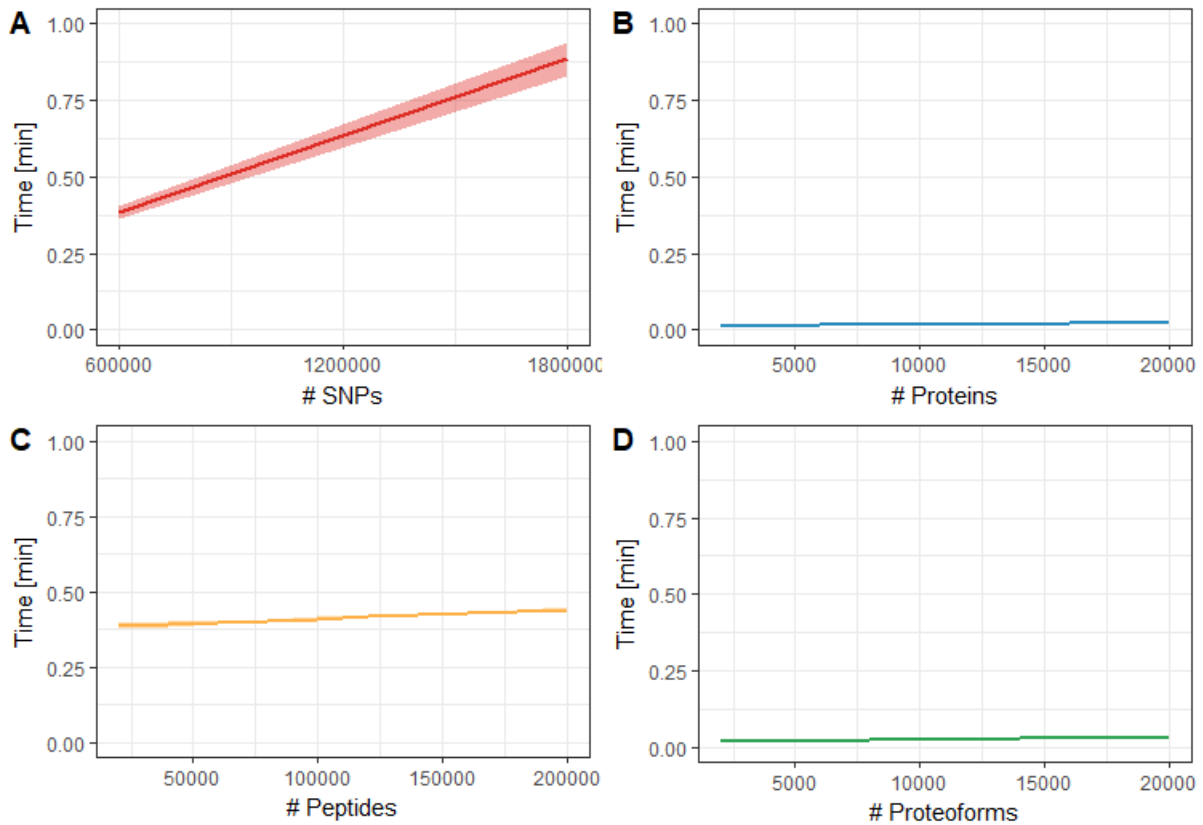 A
1.00
0.75
0.50
0.25
0.00
Time [min]
600000 1200000 1800000
# SNPs
B
1.00
0.75
0.50
0.25
0.00
Time [min]
5000 10000 15000 20000
# Proteins
C
1.00
0.75
0.50
0.25
0.00
Time [min]
50000 100000 150000 200000
# Peptides
D
1.00
0.75
0.50
0.25
0.00
Time [min]
5000 10000 15000 20000
# Proteoforms